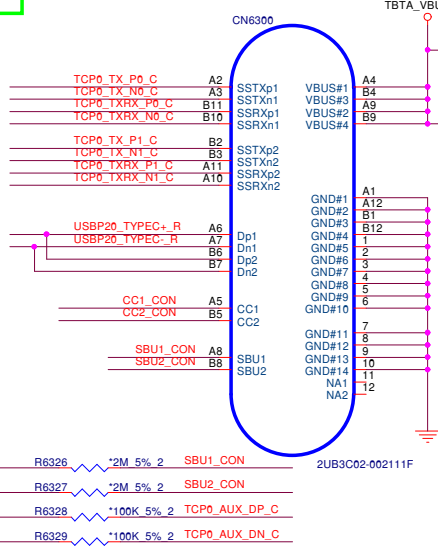 TBTA_VBU
CN6300
TCP0_TX_P0_C A2 SSTXp1 VBUS#1 A4
TCP0_TX_N0_C A3 SSTXn1 VBUS#3 B4
TCP0_TXRX_P0_C B11 SSRXp1 VBUS#2 A9
TCP0_TXRX_N0_C B10 SSRXn1 VBUS#4 B9
TCP0_TX_P1_C B2 SSTXp2
TCP0_TX_N1_C B3 SSTXn2
TCP0_TXRX_P1_C A11 SSRXp2
TCP0_TXRX_N1_C A10 SSRXn2
GND#1 A1
GND#2 A12
GND#3 B1
USBP20_TYPEC+_R A6 Dp1 GND#4 B12
USBP20_TYPEC-_R A7 Dn1 GND#5 1
B6 Dp2 GND#6 2
B7 Dn2 GND#7 3
GND#8 4
GND#9 5
CC1_CON A5 CC1 GND#10 6
CC2_CON B5 CC2
GND#11 7
GND#12 8
SBU1_CON A8 SBU1 GND#13 9
SBU2_CON B8 SBU2 GND#14 10
NA1 11
NA2 12
2UB3C02-002111F
R6326 *2M_5%_2 SBU1_CON
R6327 *2M_5%_2 SBU2_CON
R6328 *100K_5%_2 TCP0_AUX_DP_C
R6329 *100K_5%_2 TCP0_AUX_DN_C